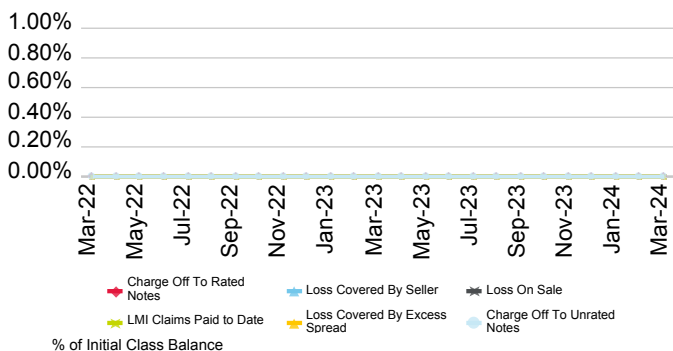 1.00%
0.80%
0.60%
0.40%
0.20%
0.00%
Mar-22
May-22
Jul-22
Sep-22
Nov-22
Jan-23
Mar-23
May-23
Jul-23
Sep-23
Nov-23
Jan-24
Mar-24
Charge Off To Rated
Notes
Loss Covered By Seller
Loss On Sale
LMI Claims Paid to Date
Loss Covered By Excess
Spread
Charge Off To Unrated
Notes
% of Initial Class Balance